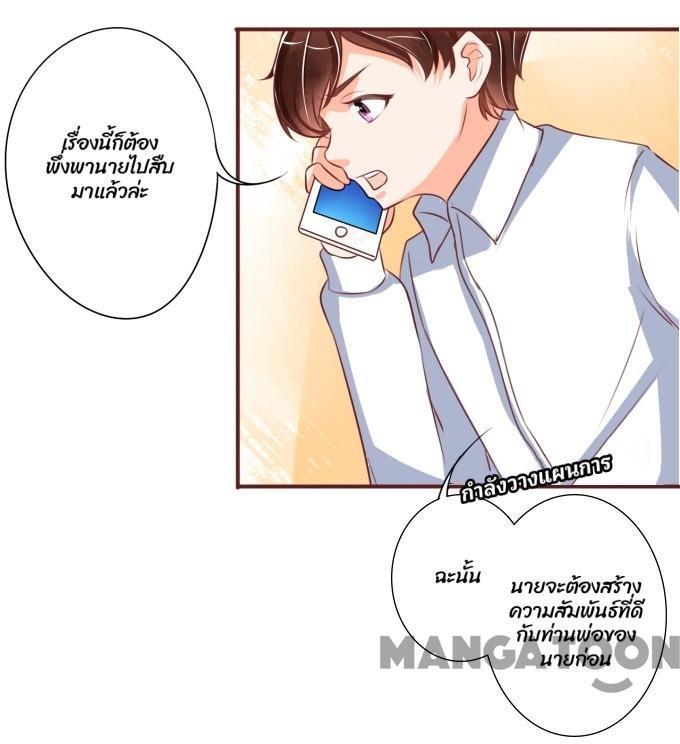 เรื่องนี้ก็ต้อง
พึ่งพานายไปสืบ
มาแล้วล่ะ
กำลังวางแผนการ
ฉะนั้น
นายจะต้องสร้าง
ความสัมพันธ์ที่ดี
กับท่านพ่อของ
นายก่อน
MANGATOON